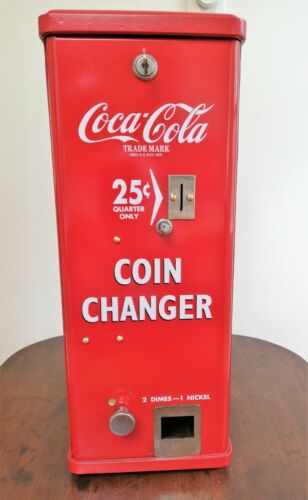 Coca-Cola
TRADE MARK
REG. U.S. PAT. OFF.
25¢
QUARTER
ONLY
COIN
CHANGER
2 DIMES—1 NICKEL